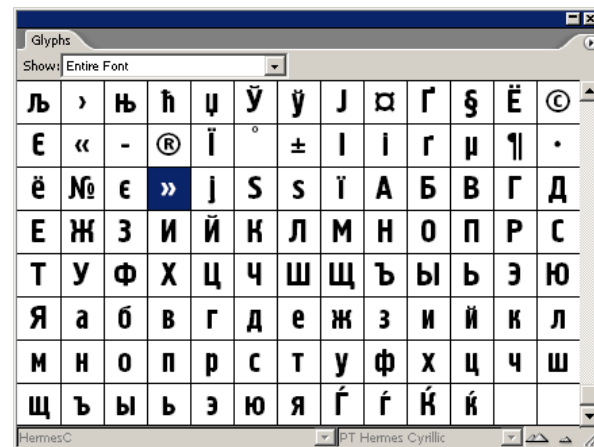 Glyphs
Show: Entire Font
љ › њ ћ џ Ў ў Ј ¤ Ґ § Ё ©
Є « - ® Ї ° ± І і ґ µ ¶ ·
ё № є » ј Ѕ ѕ ї А Б В Г Д
Е Ж З И Й К Л М Н О П Р С
Т У Ф Х Ц Ч Ш Щ Ъ Ы Ь Э Ю
Я а б в г д е ж з и й к л
м н о п р с т у ф х ц ч ш
щ ъ ы ь э ю я Ѓ ѓ Ќ ќ
HermesC PT Hermes Cyrillic